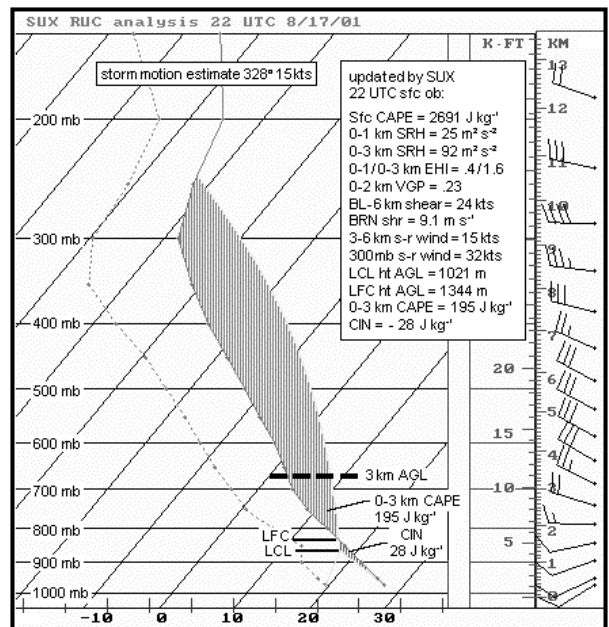 SUX RUC analysis 22 UTC 8/17/01
K-FT
KM
storm motion estimate 328° 15kts
updated by SUX
22 UTC sfc ob:
Sfc CAPE = 2691 J kg⁻¹
0-1 km SRH = 25 m² s⁻²
0-3 km SRH = 92 m² s⁻²
0-1/0-3 km EHI = .4/1.6
0-2 km VGP = .23
BL-6 km shear = 24 kts
BRN shr = 9.1 m s⁻¹
3-6 km s-r wind = 15kts
300mb s-r wind = 32kts
LCL ht AGL = 1021 m
LFC ht AGL = 1344 m
0-3 km CAPE = 195 J kg⁻¹
CIN = - 28 J kg⁻¹
200 mb
300 mb
400 mb
500 mb
600 mb
700 mb
800 mb
900 mb
1000 mb
3 km AGL
0-3 km CAPE
195 J kg⁻¹
LFC
LCL
CIN
28 J kg⁻¹
20
15
10
5
13
12
11
10
9
8
7
6
5
4
3
2
1
0
-10
0
10
20
30